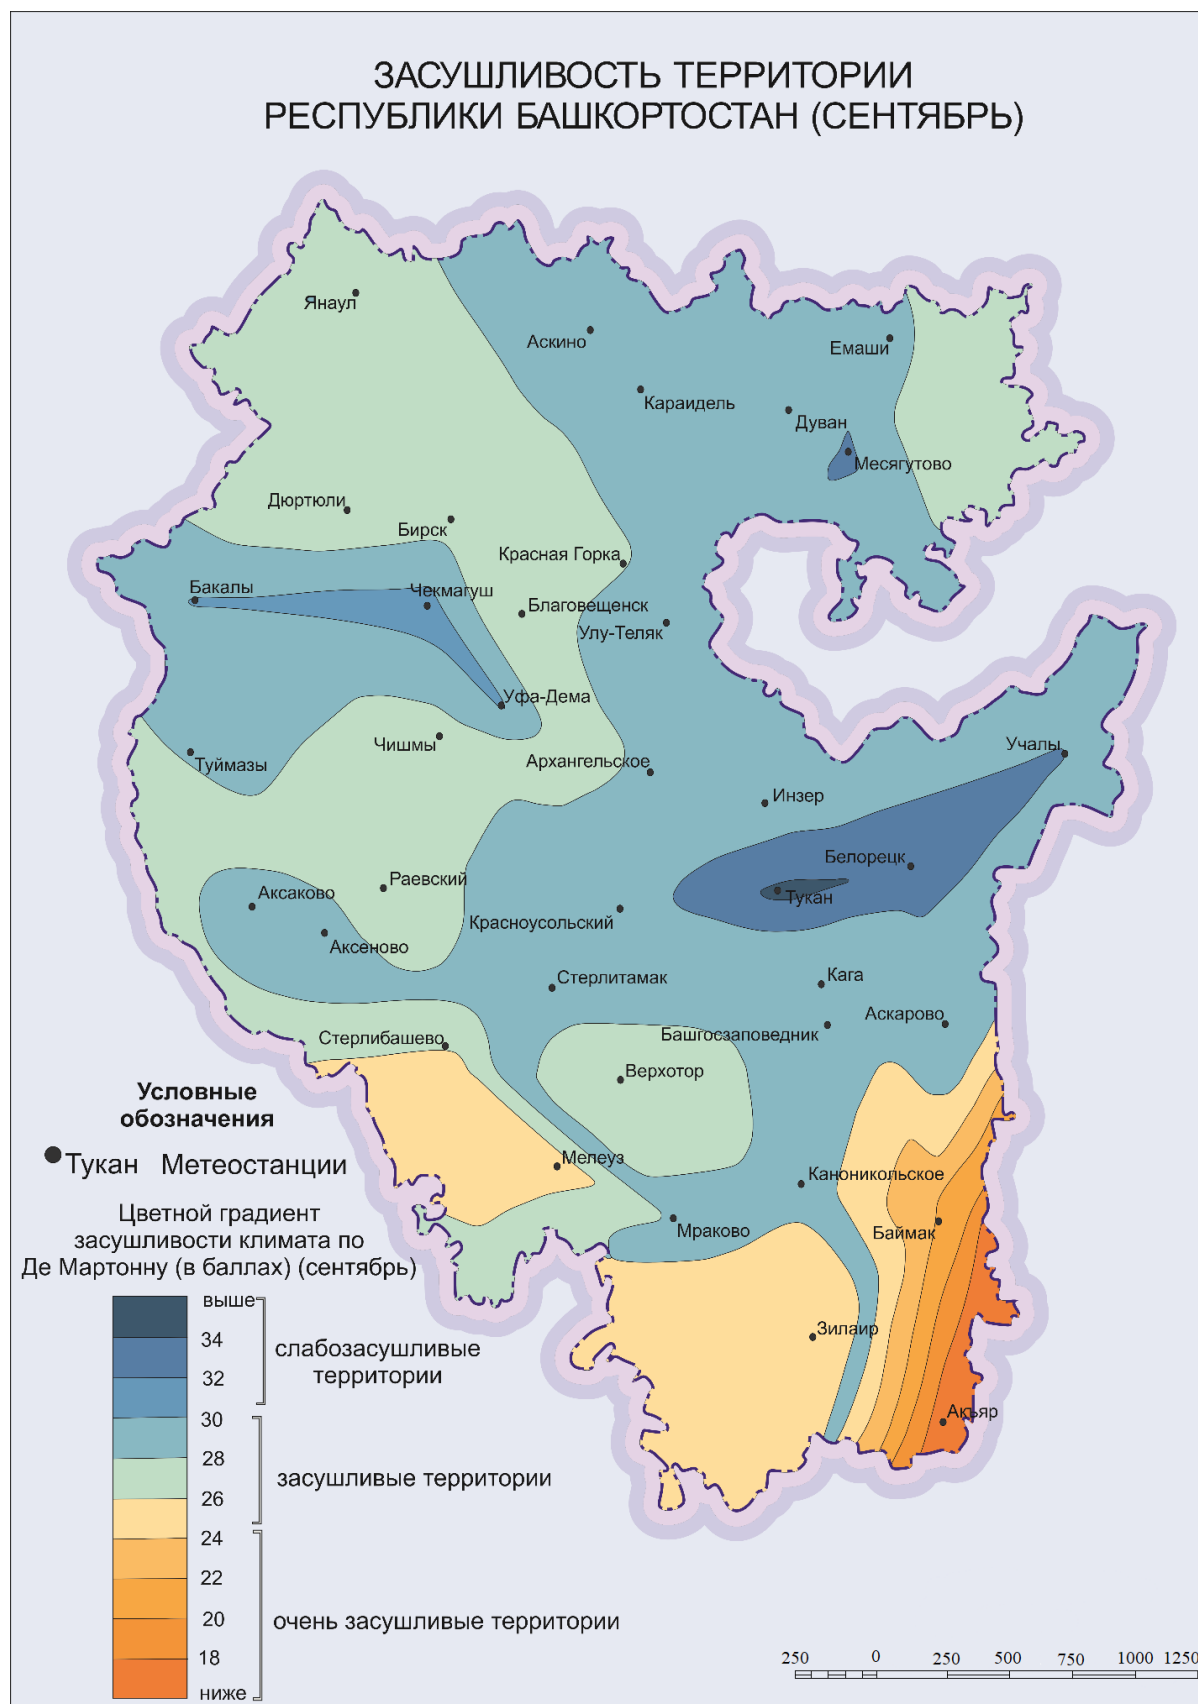 ЗАСУШЛИВОСТЬ ТЕРРИТОРИИ
РЕСПУБЛИКИ БАШКОРТОСТАН (СЕНТЯБРЬ)
Янаул
Аскино
Емаши
Караидель
Дуван
Месягутово
Дюртюли
Бирск
Красная Горка
Бакалы
Чекмагуш
Благовещенск
Улу-Теляк
Уфа-Дема
Чишмы
Туймазы
Архангельское
Учалы
Инзер
Белорецк
Раевский
Аксаково
Тукан
Красноусольский
Аксеново
Стерлитамак
Кага
Аскарово
Башгосзаповедник
Стерлибашево
Верхотор
Мелеуз
Каноникольское
Мраково
Баймак
Зилаир
Акъяр
Условные
обозначения
Тукан Метеостанции
Цветной градиент
засушливости климата по
Де Мартонну (в баллах) (сентябрь)
выше
34
32
30
28
26
24
22
20
18
ниже
слабозасушливые
территории
засушливые территории
очень засушливые территории
250 0 250 500 750 1000 1250